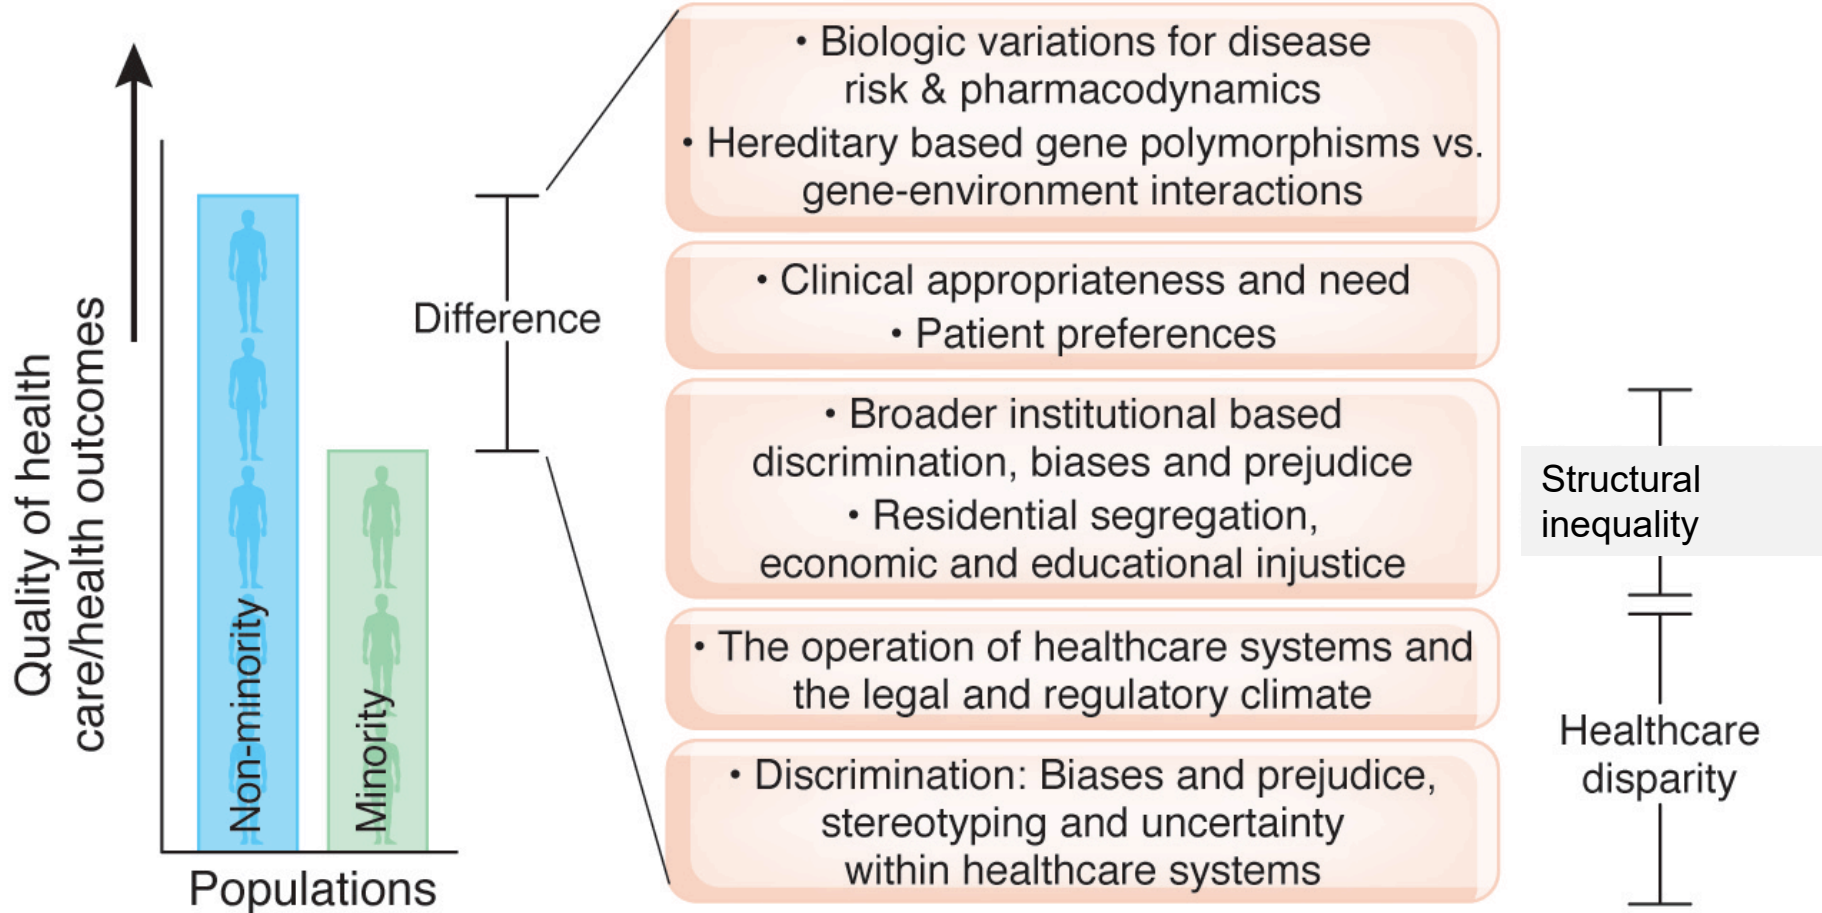 Quality of health
care/health outcomes
Non-minority
Minority
Populations
Difference
• Biologic variations for disease
risk & pharmacodynamics
• Hereditary based gene polymorphisms vs.
gene-environment interactions
• Clinical appropriateness and need
• Patient preferences
• Broader institutional based
discrimination, biases and prejudice
• Residential segregation,
economic and educational injustice
• The operation of healthcare systems and
the legal and regulatory climate
• Discrimination: Biases and prejudice,
stereotyping and uncertainty
within healthcare systems
Structural
inequality
Healthcare
disparity